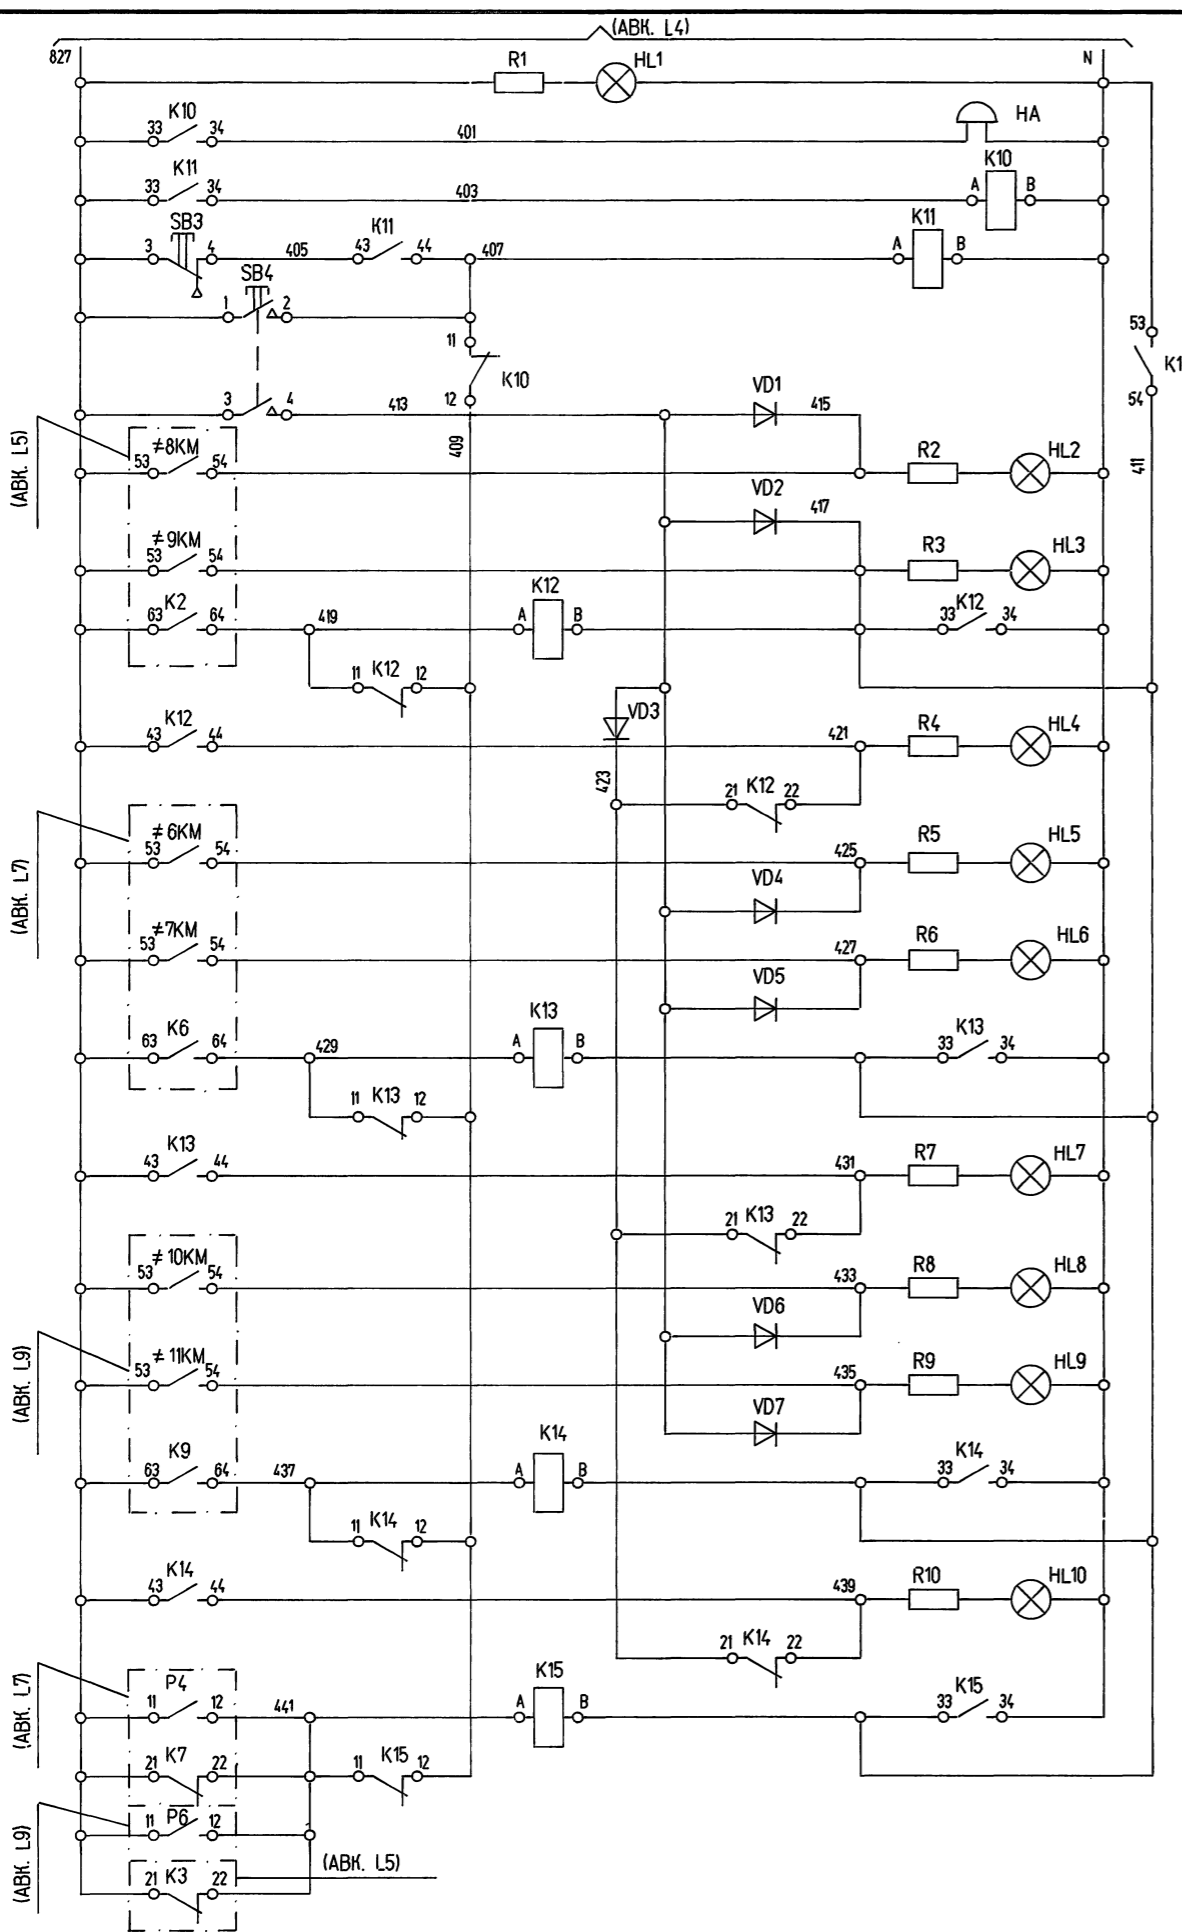 (АВК. L4)
827 N
R1 HL1
K10 33 34 401 HA
K11 33 34 403 A K10 B
SB3 3 4 405 K11 43 44 407 A K11 B
SB4 1 2
11 K10 12
53 K1 54
3 4 413 VD1 415
409
411
(АВК. L5)
≠8КМ 53 54 R2 HL2
VD2 417
≠9КМ 53 54 R3 HL3
K2 63 64 419 A K12 B 33 K12 34
11 K12 12
VD3
K12 43 44 421 R4 HL4
423
21 K12 22
(АВК. L7)
≠6КМ 53 54 425 R5 HL5
VD4
≠7КМ 53 54 427 R6 HL6
VD5
K6 63 64 429 A K13 B 33 K13 34
11 K13 12
K13 43 44 431 R7 HL7
21 K13 22
≠10КМ 53 54 433 R8 HL8
VD6
(АВК. L9)
≠11КМ 53 54 435 R9 HL9
VD7
K9 63 64 437 A K14 B 33 K14 34
11 K14 12
K14 43 44 439 R10 HL10
21 K14 22
(АВК. L7)
P4 11 12 441 A K15 B 33 K15 34
21 K7 22 11 K15 12
(АВК. L9)
11 P6 12
21 K3 22 (АВК. L5)